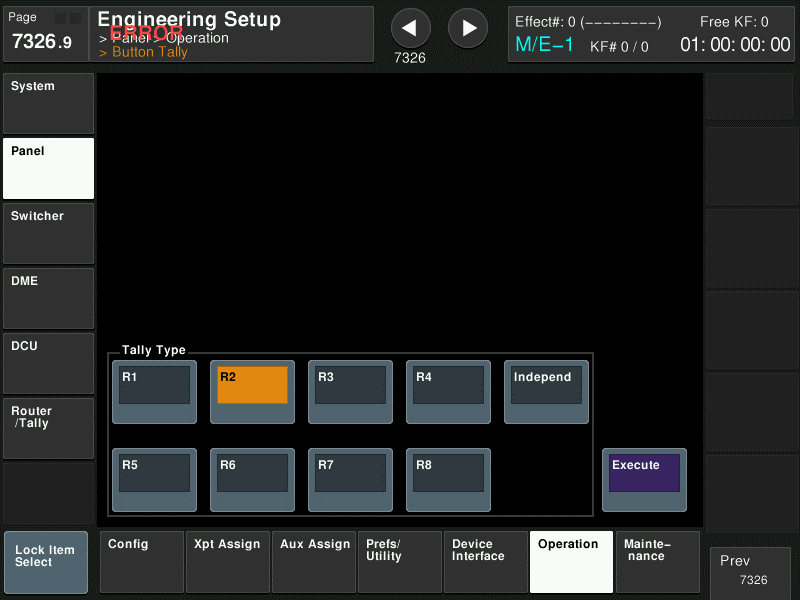 Page
7326.9
Engineering Setup
ERROR
> Panel > Operation
> Button Tally
7326
Effect#: 0 (--------)
Free KF: 0
M/E-1
KF# 0 / 0
01: 00: 00: 00
System
Panel
Switcher
DME
DCU
Router
/Tally
Tally Type
R1
R2
R3
R4
Independ
R5
R6
R7
R8
Execute
Lock Item
Select
Config
Xpt Assign
Aux Assign
Prefs/
Utility
Device
Interface
Operation
Mainte-
nance
Prev
7326